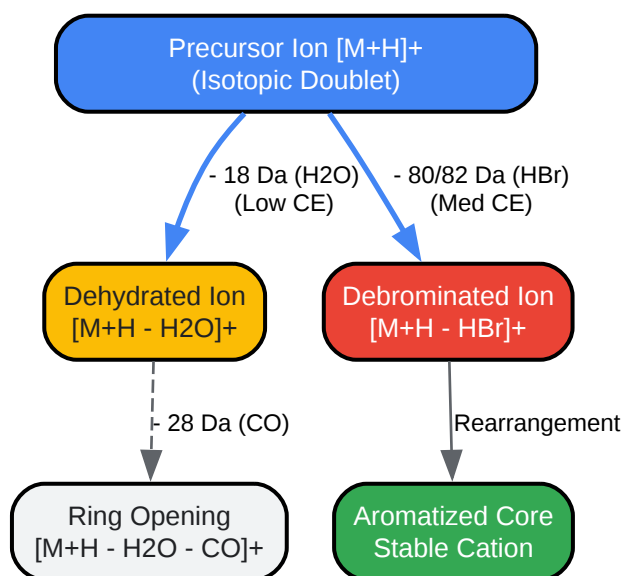 Precursor Ion [M+H]+
(Isotopic Doublet)
- 18 Da (H2O)
(Low CE)
- 80/82 Da (HBr)
(Med CE)
Dehydrated Ion
[M+H - H2O]+
Debrominated Ion
[M+H - HBr]+
- 28 Da (CO)
Rearrangement
Ring Opening
[M+H - H2O - CO]+
Aromatized Core
Stable Cation